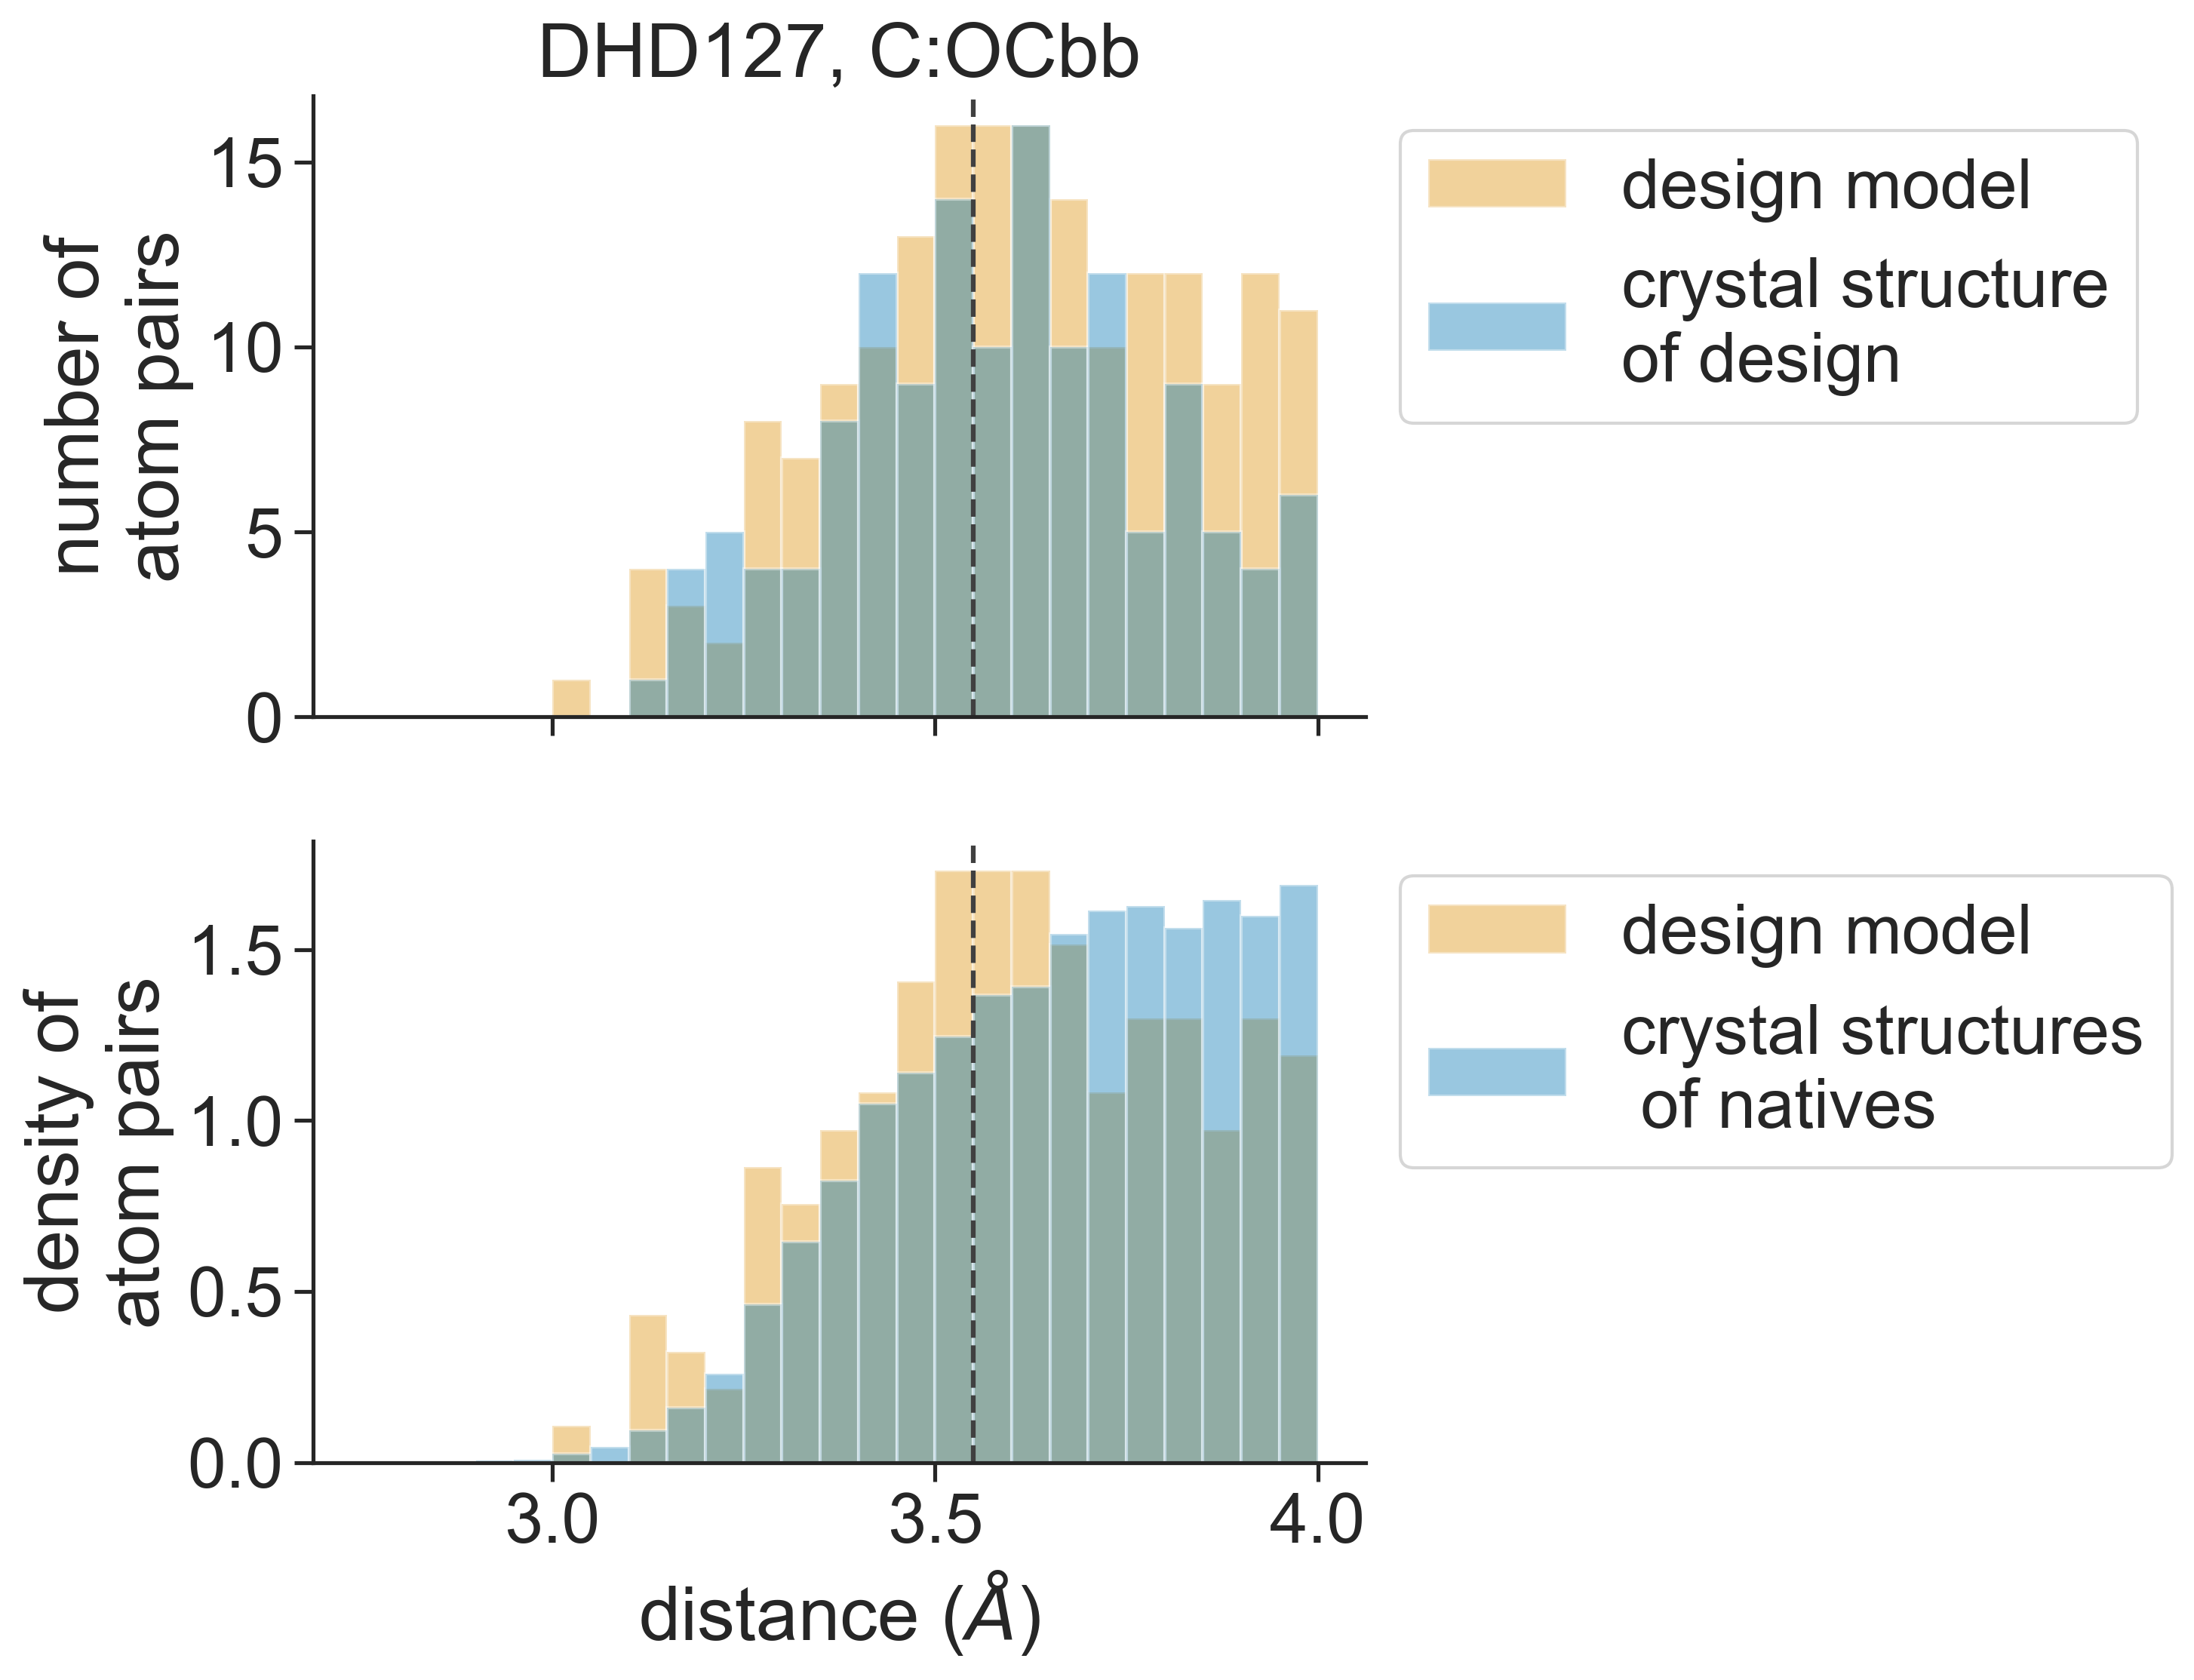 DHD127, C:OCbb
number of
atom pairs
15
10
5
0
design model
crystal structure
of design
density of
atom pairs
1.5
1.0
0.5
0.0
3.0
3.5
4.0
distance (Å)
design model
crystal structures
of natives